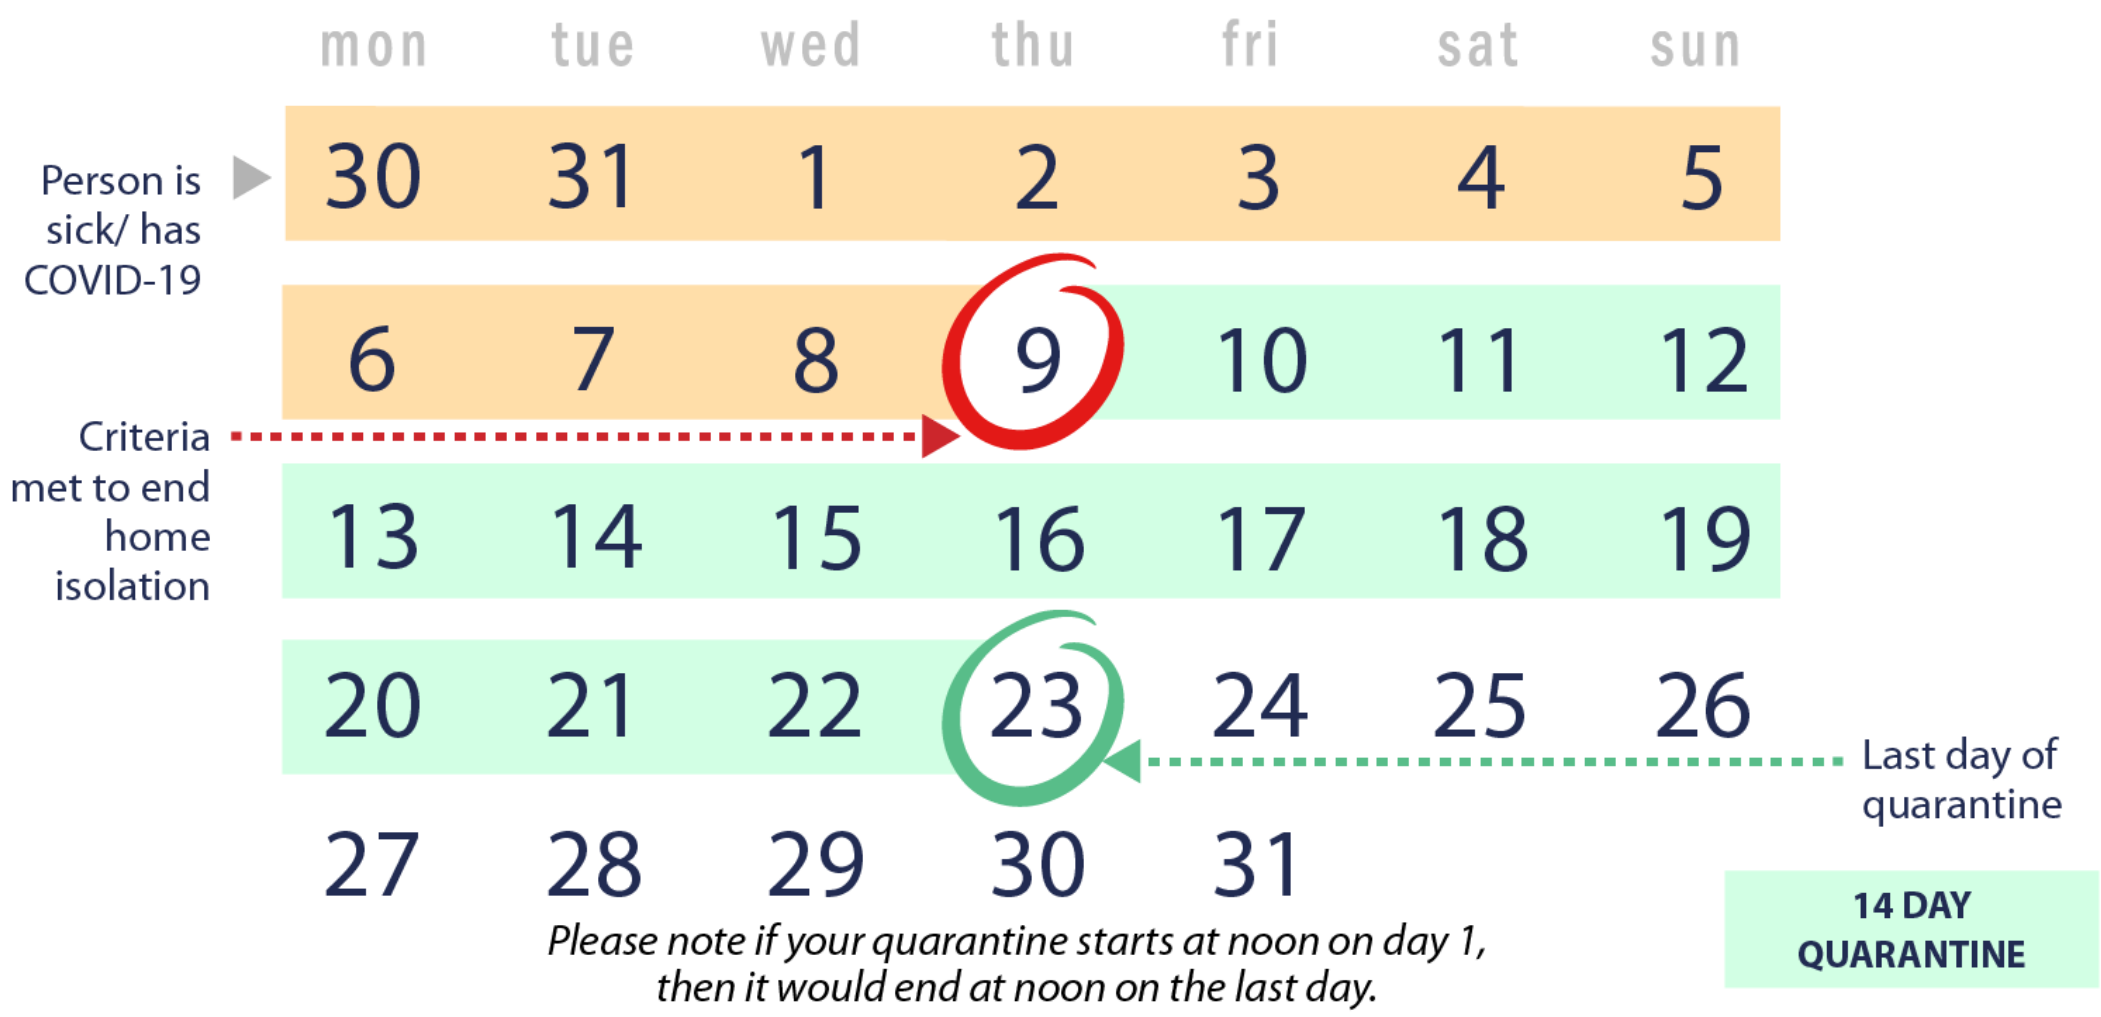 mon tue wed thu fri sat sun
30 31 1 2 3 4 5
Person is
sick/ has
COVID-19
6 7 8 9 10 11 12
Criteria
met to end
home
isolation
13 14 15 16 17 18 19
20 21 22 23 24 25 26
Last day of
quarantine
27 28 29 30 31
14 DAY
QUARANTINE
Please note if your quarantine starts at noon on day 1,
then it would end at noon on the last day.